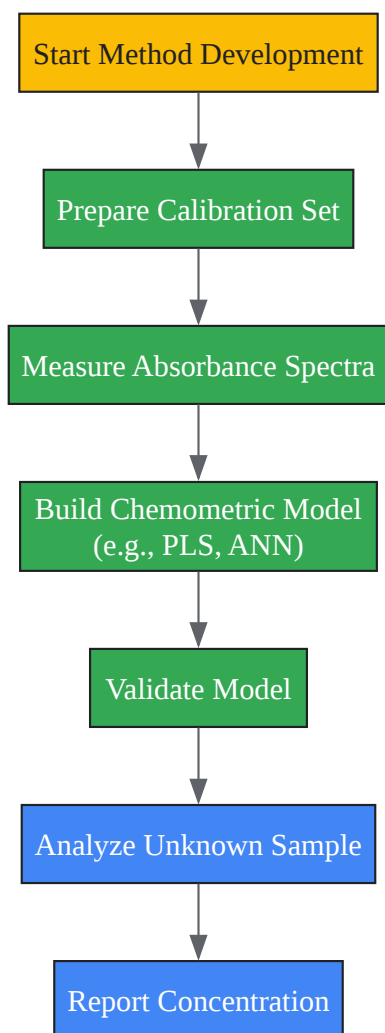 Start Method Development
Prepare Calibration Set
Measure Absorbance Spectra
Build Chemometric Model
(e.g., PLS, ANN)
Validate Model
Analyze Unknown Sample
Report Concentration